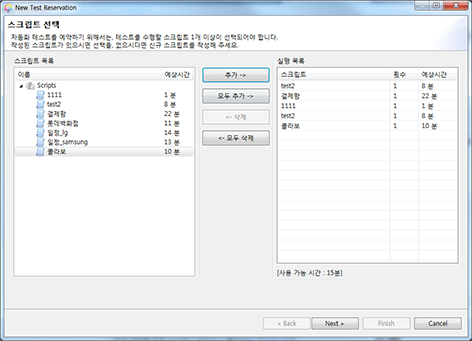 New Test Reservation
스크립트 선택
자동화 테스트를 예약하기 위해서는, 테스트를 수행할 스크립트 1개 이상이 선택되어야 합니다.
작성된 스크립트가 있으시면 선택을, 없으시다면 신규 스크립트를 작성해 주세요.
스크립트 목록
이름 예상시간
Scripts
1111 1 분
test2 8 분
결제함 22 분
롯데백화점 11 분
일정_lg 14 분
일정_samsung 13 분
콜라보 10 분
추가 ->
모두 추가 ->
<- 삭제
<- 모두 삭제
실행 목록
스크립트 횟수 예상시간
test2 1 8 분
결제함 1 22 분
1111 1 1 분
test2 1 8 분
콜라보 1 10 분
[사용 가능 시간 : 15분]
< Back
Next >
Finish
Cancel